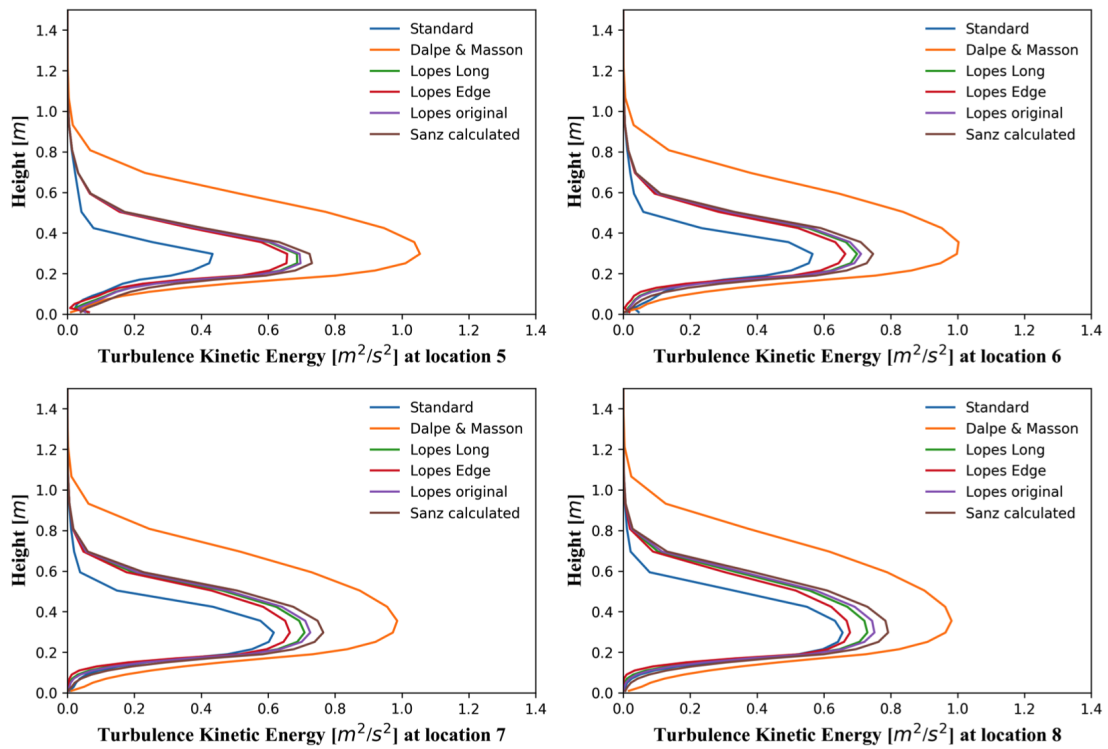 1.4
1.2
1.0
0.8
0.6
0.4
0.2
0.0
Height [m]
Standard
Dalpe & Masson
Lopes Long
Lopes Edge
Lopes original
Sanz calculated
0.0 0.2 0.4 0.6 0.8 1.0 1.2 1.4
Turbulence Kinetic Energy [m²/s²] at location 5
1.4
1.2
1.0
0.8
0.6
0.4
0.2
0.0
Height [m]
Standard
Dalpe & Masson
Lopes Long
Lopes Edge
Lopes original
Sanz calculated
0.0 0.2 0.4 0.6 0.8 1.0 1.2 1.4
Turbulence Kinetic Energy [m²/s²] at location 6
1.4
1.2
1.0
0.8
0.6
0.4
0.2
0.0
Height [m]
Standard
Dalpe & Masson
Lopes Long
Lopes Edge
Lopes original
Sanz calculated
0.0 0.2 0.4 0.6 0.8 1.0 1.2 1.4
Turbulence Kinetic Energy [m²/s²] at location 7
1.4
1.2
1.0
0.8
0.6
0.4
0.2
0.0
Height [m]
Standard
Dalpe & Masson
Lopes Long
Lopes Edge
Lopes original
Sanz calculated
0.0 0.2 0.4 0.6 0.8 1.0 1.2 1.4
Turbulence Kinetic Energy [m²/s²] at location 8